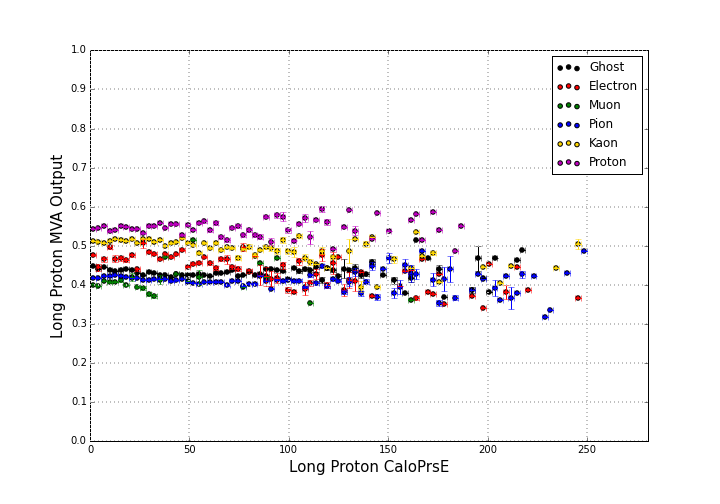 1.0
0.9
0.8
0.7
0.6
0.5
0.4
0.3
0.2
0.1
0.0
Long Proton MVA Output
0 50 100 150 200 250
Long Proton CaloPrsE
Ghost
Electron
Muon
Pion
Kaon
Proton